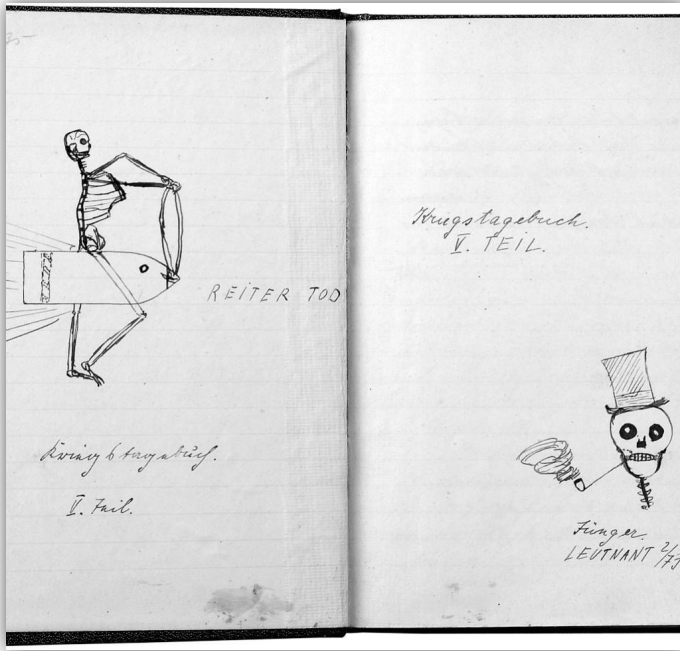 REITER TOD
Kriegstagebuch.
V. Teil.
Kriegstagebuch.
V. TEIL.
Jünger.
LEUTNANT 2/73